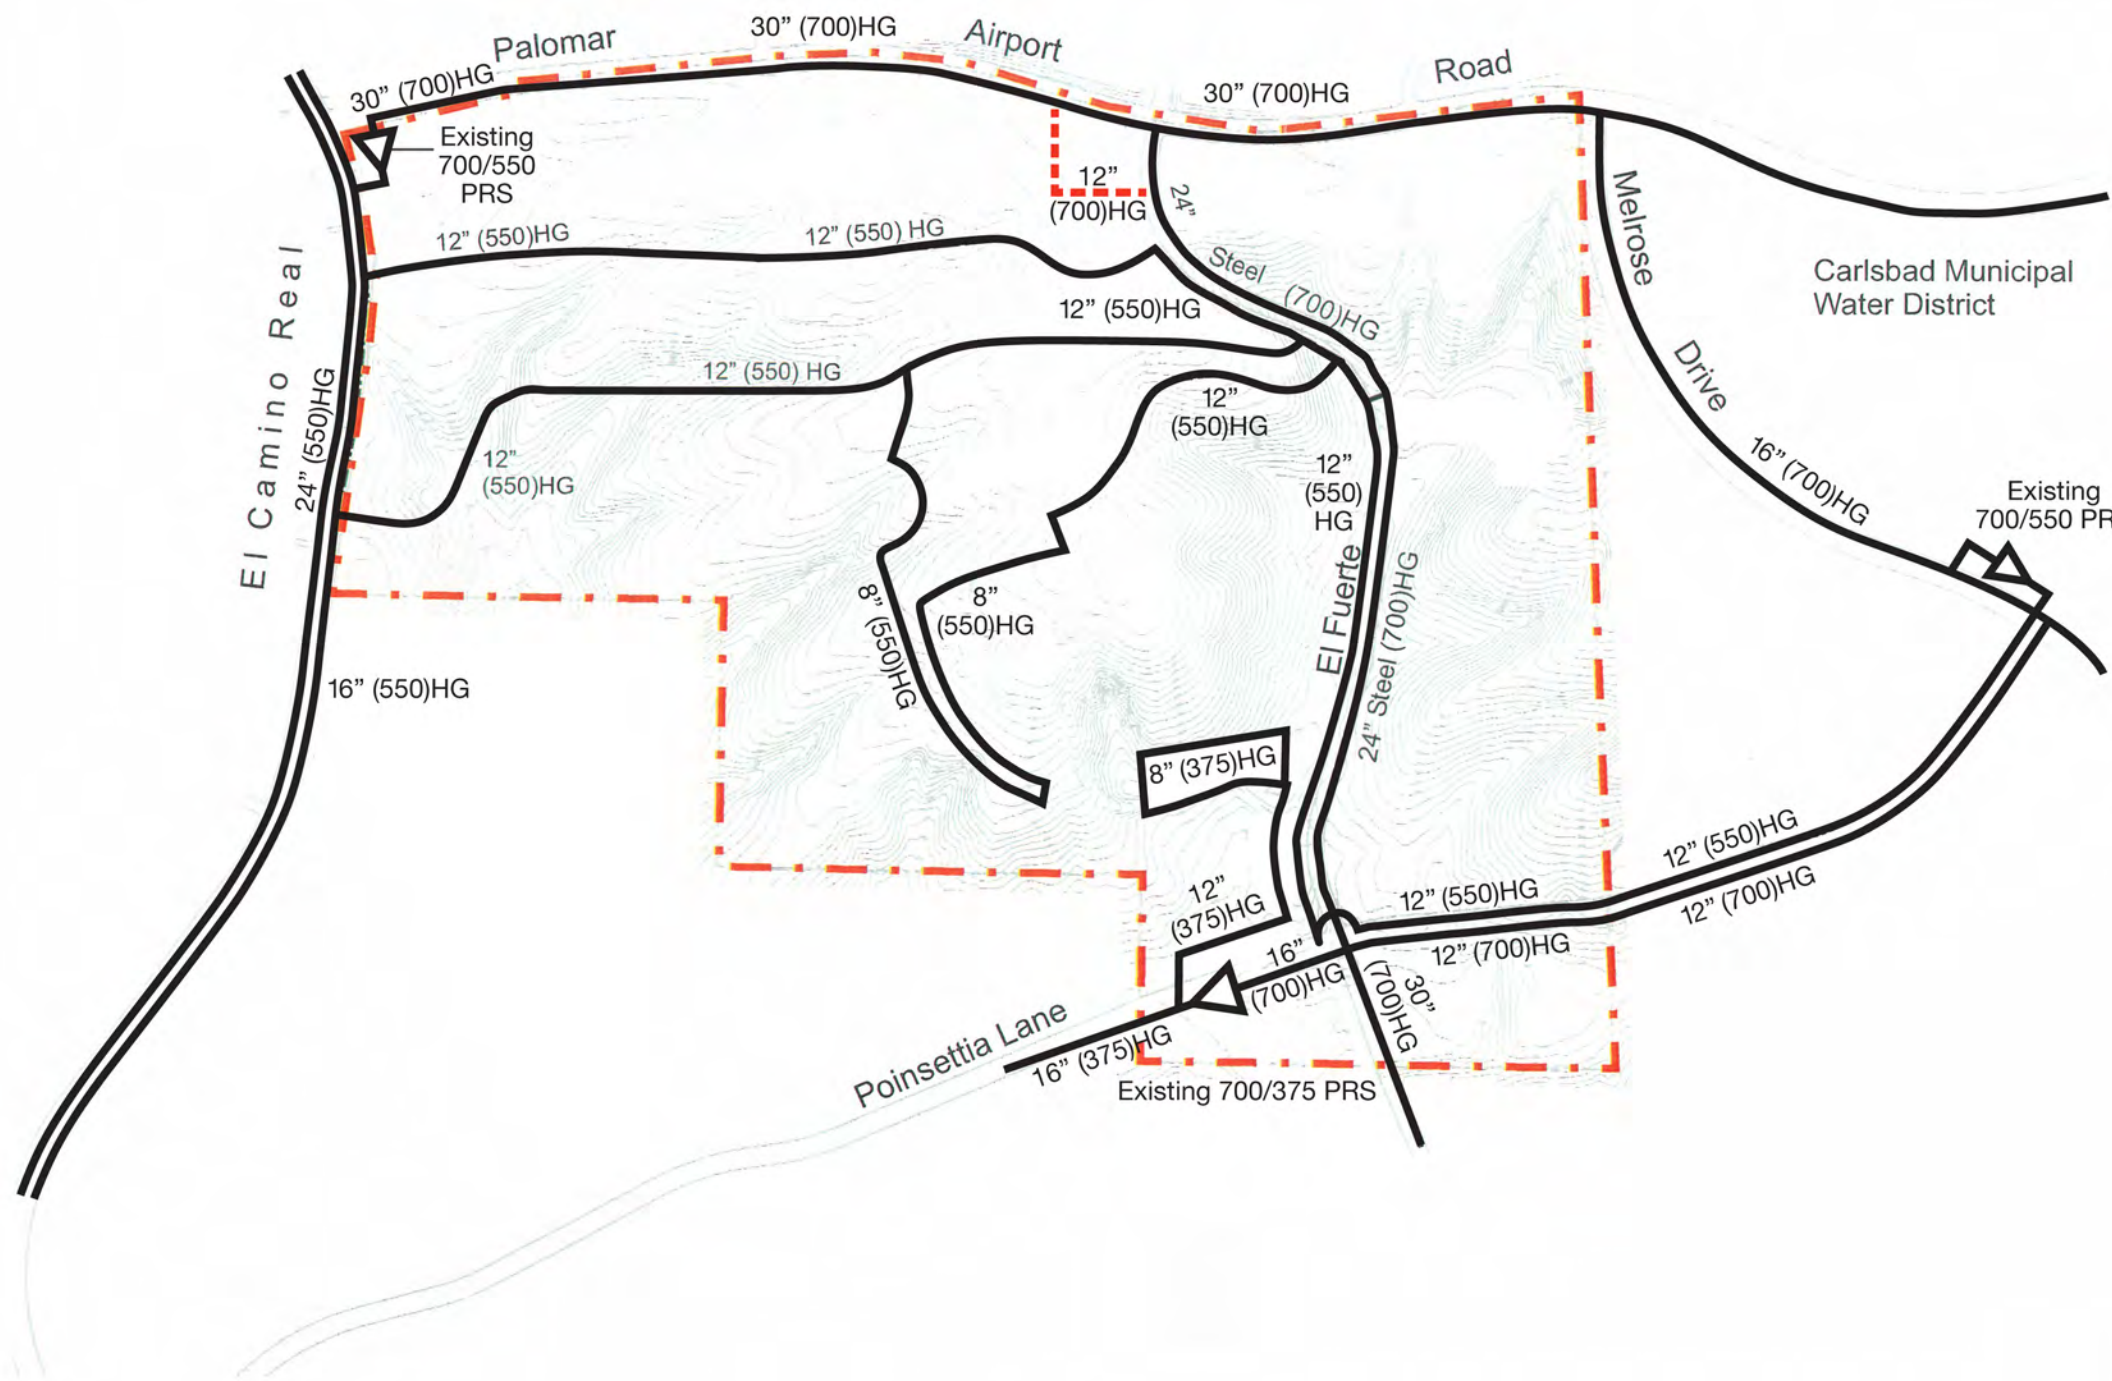 30” (700)HG
Palomar
Airport
Road
30” (700)HG
30” (700)HG
Existing
700/550
PRS
12”
(700)HG
24”
Steel
(700)HG
Melrose
Drive
Carlsbad Municipal
Water District
12” (550)HG
12” (550) HG
12” (550)HG
El Camino Real
24” (550)HG
12” (550) HG
12”
(550)HG
12”
(550)HG
12”
(550)
HG
16” (700)HG
Existing
700/550 PR
El Fuerte
24” Steel (700)HG
8” (550)HG
8”
(550)HG
16” (550)HG
8” (375)HG
12” (550)HG
12” (700)HG
12”
(375)HG
12” (550)HG
12” (700)HG
16”
(700)HG
30”
(700)HG
Poinsettia Lane
16” (375)HG
Existing 700/375 PRS